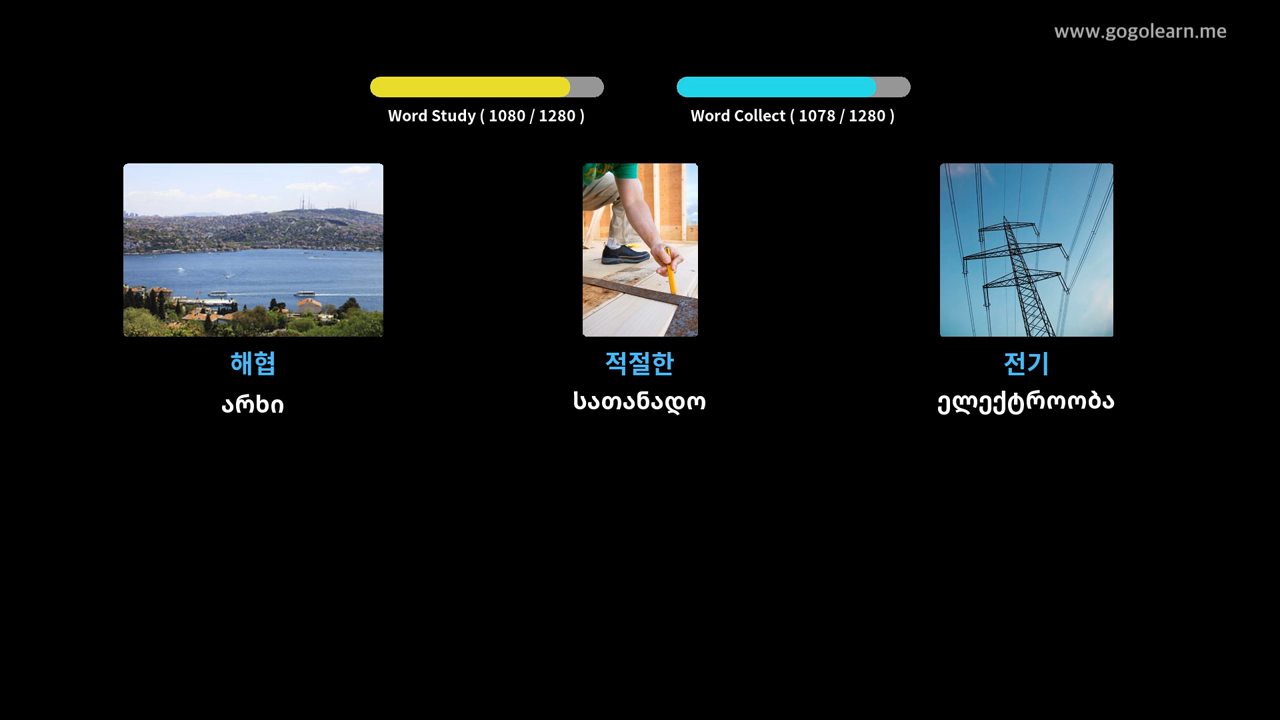 www.gogolearn.me
Word Study ( 1080 / 1280 )
Word Collect ( 1078 / 1280 )
해협
적절한
전기
არხი
სათანადო
ელექტროობა